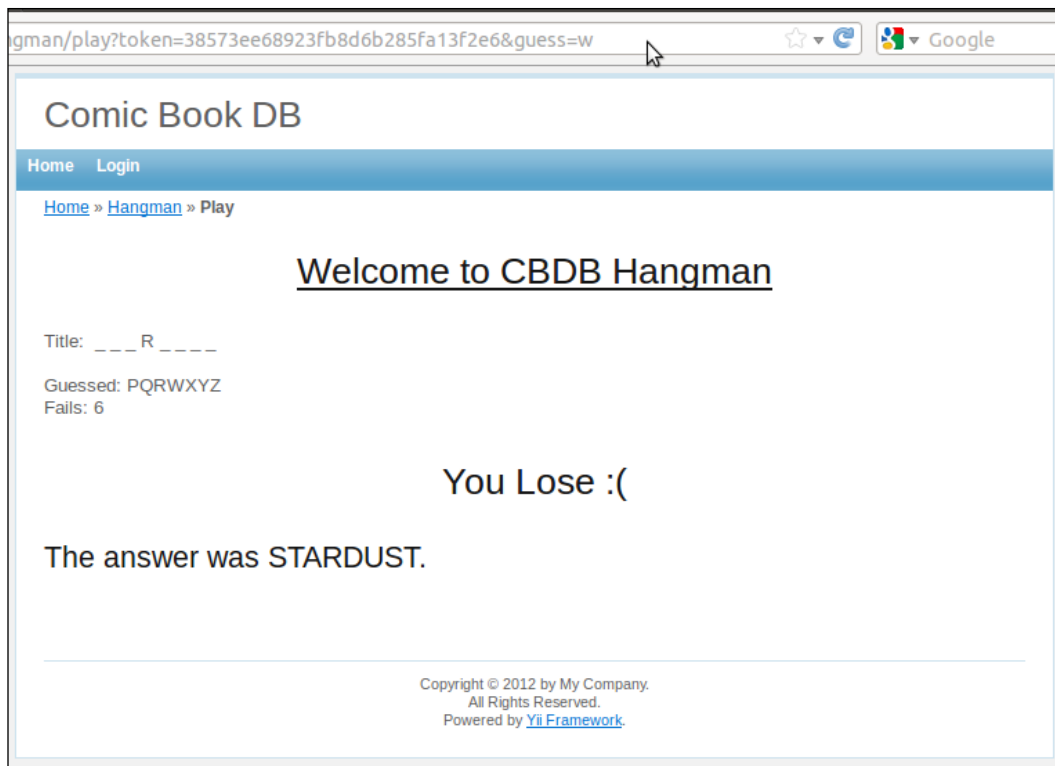 ngman/play?token=38573ee68923fb8d6b285fa13f2e6&guess=w
Google
Comic Book DB
Home Login
Home » Hangman » Play
Welcome to CBDB Hangman
Title: _ _ _ R _ _ _ _
Guessed: PQRWXYZ
Fails: 6
You Lose :(
The answer was STARDUST.
Copyright © 2012 by My Company.
All Rights Reserved.
Powered by Yii Framework.